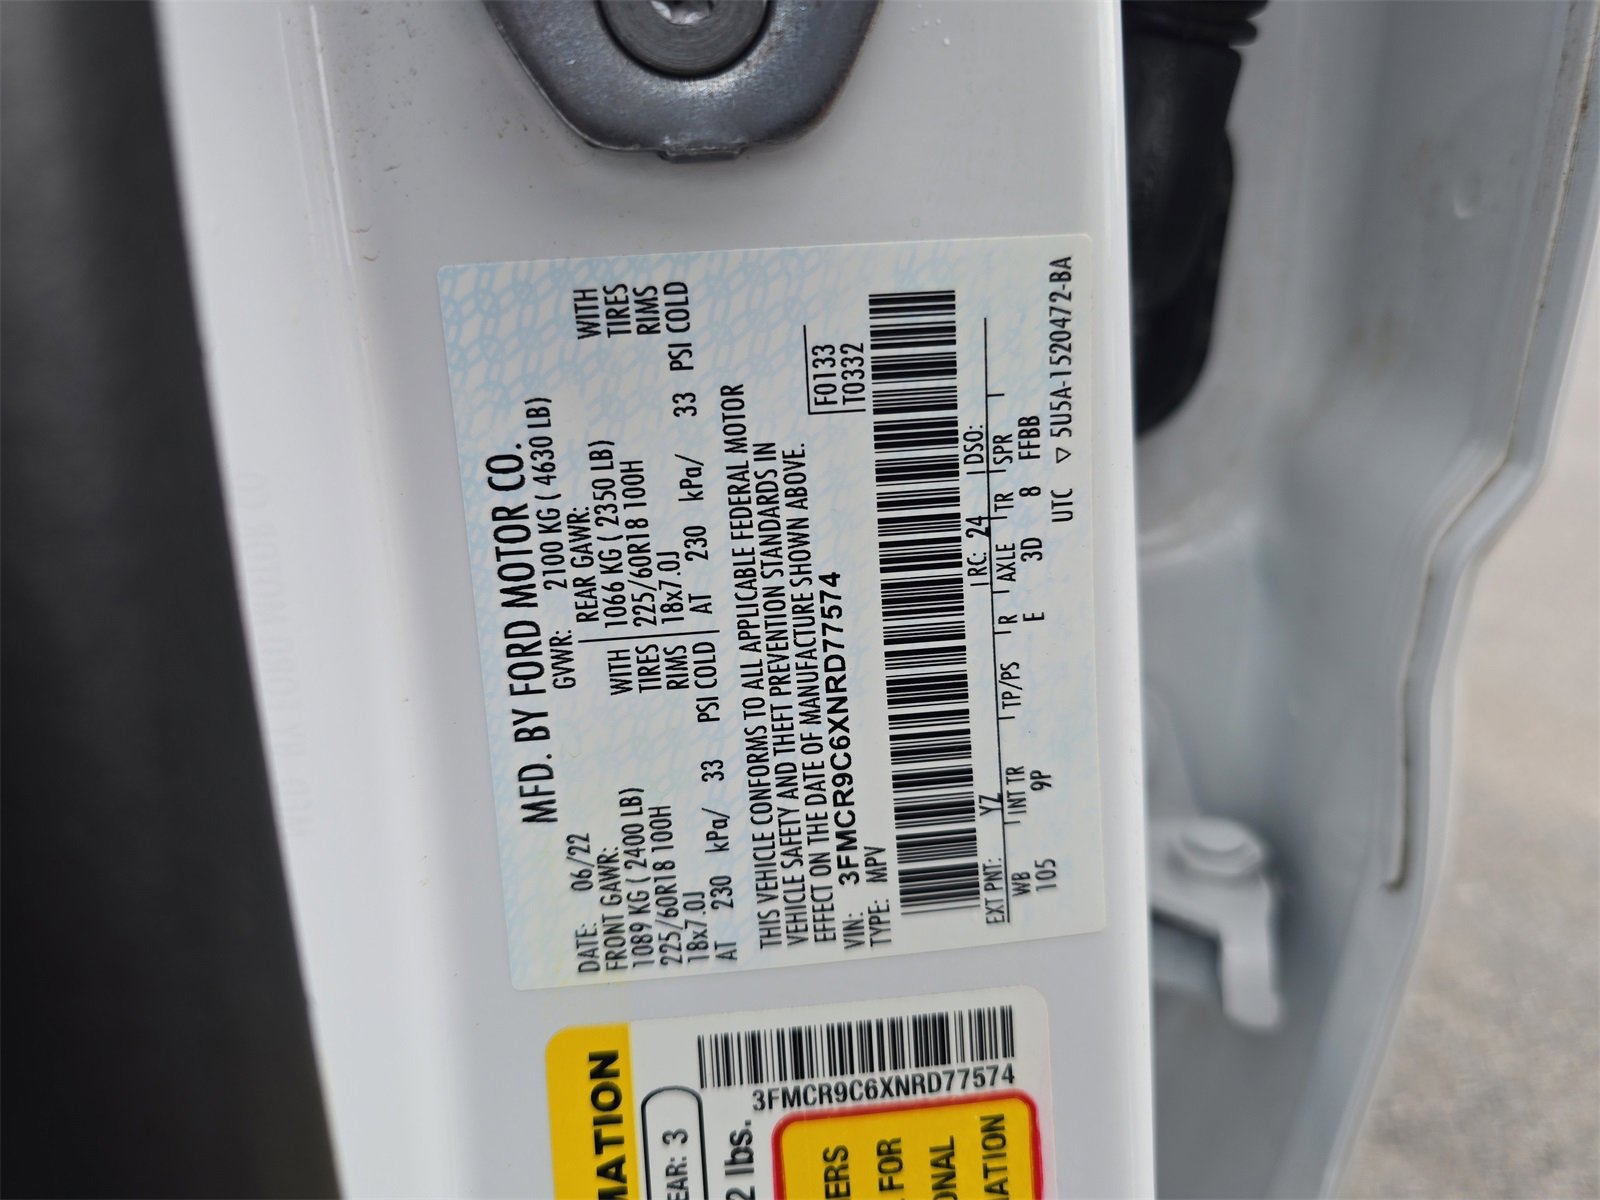 MFD. BY FORD MOTOR CO.
DATE: 06/22 GVWR: 2100 KG ( 4630 LB)
FRONT GAWR: REAR GAWR:
1089 KG ( 2400 LB) WITH 1066 KG ( 2350 LB) WITH
225/60R18 100H TIRES 225/60R18 100H TIRES
18x7.0J RIMS 18x7.0J RIMS
AT 230 kPa/ 33 PSI COLD AT 230 kPa/ 33 PSI COLD
THIS VEHICLE CONFORMS TO ALL APPLICABLE FEDERAL MOTOR
VEHICLE SAFETY AND THEFT PREVENTION STANDARDS IN
EFFECT ON THE DATE OF MANUFACTURE SHOWN ABOVE.
VIN: 3FMCR9C6XNRD77574 F0133
TYPE: MPV T0332
EXT PNT: YZ RC: 24 DSO:
WB INT TR TP/PS R AXLE TR SPR
105 9P E 3D 8 FFBB
UTC ▽ 5U5A-1520472-BA
MATION
EAR: 3
2 lbs.
3FMCR9C6XNRD77574
ERS
FOR
ONAL
ATION